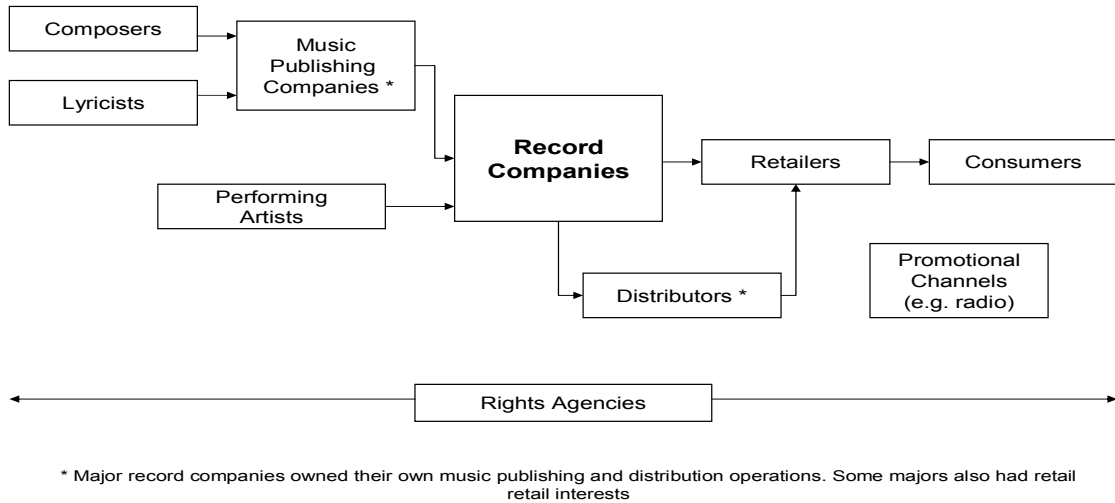 Composers
Music
Publishing
Companies *
Lyricists
Record
Companies
Retailers
Consumers
Performing
Artists
Distributors *
Promotional
Channels
(e.g. radio)
Rights Agencies
* Major record companies owned their own music publishing and distribution operations. Some majors also had retail
retail interests